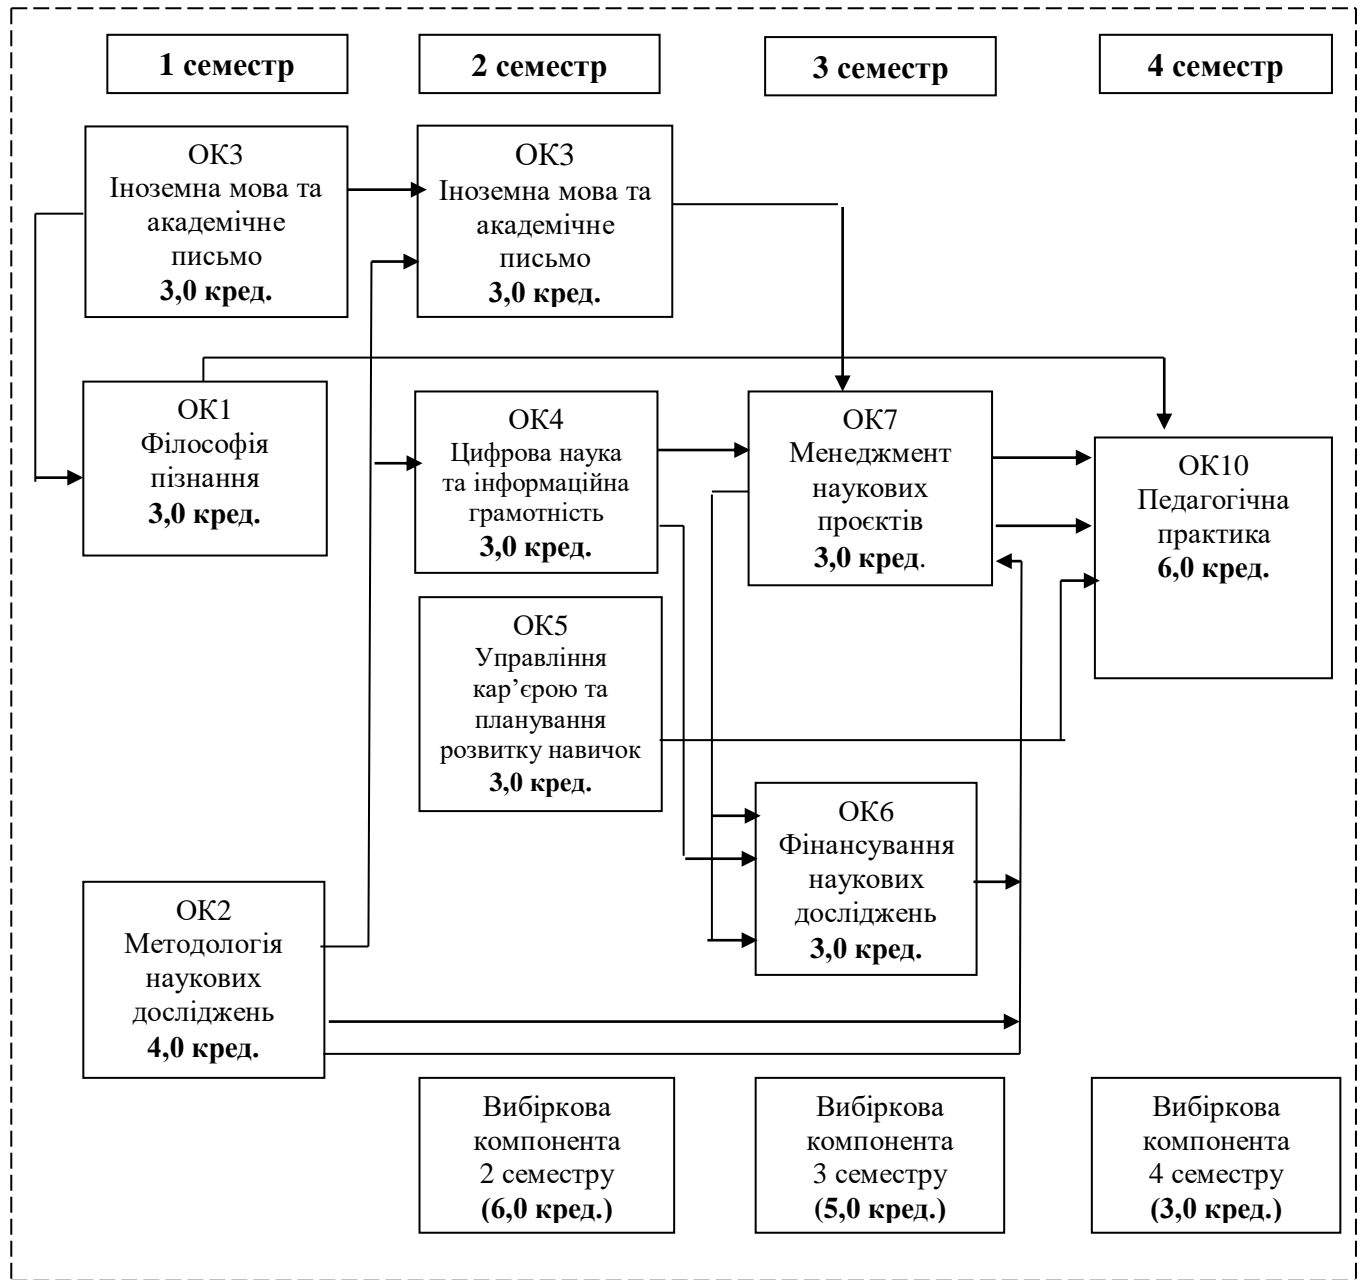 1 семестр
2 семестр
3 семестр
4 семестр
ОК3
Іноземна мова та
академічне
письмо
3,0 кред.
ОК3
Іноземна мова та
академічне
письмо
3,0 кред.
ОК1
Філософія
пізнання
3,0 кред.
ОК4
Цифрова наука
та інформаційна
грамотність
3,0 кред.
ОК7
Менеджмент
наукових
проєктів
3,0 кред.
ОК10
Педагогічна
практика
6,0 кред.
ОК5
Управління
кар’єрою та
планування
розвитку навичок
3,0 кред.
ОК6
Фінансування
наукових
досліджень
3,0 кред.
ОК2
Методологія
наукових
досліджень
4,0 кред.
Вибіркова
компонента
2 семестру
(6,0 кред.)
Вибіркова
компонента
3 семестру
(5,0 кред.)
Вибіркова
компонента
4 семестру
(3,0 кред.)